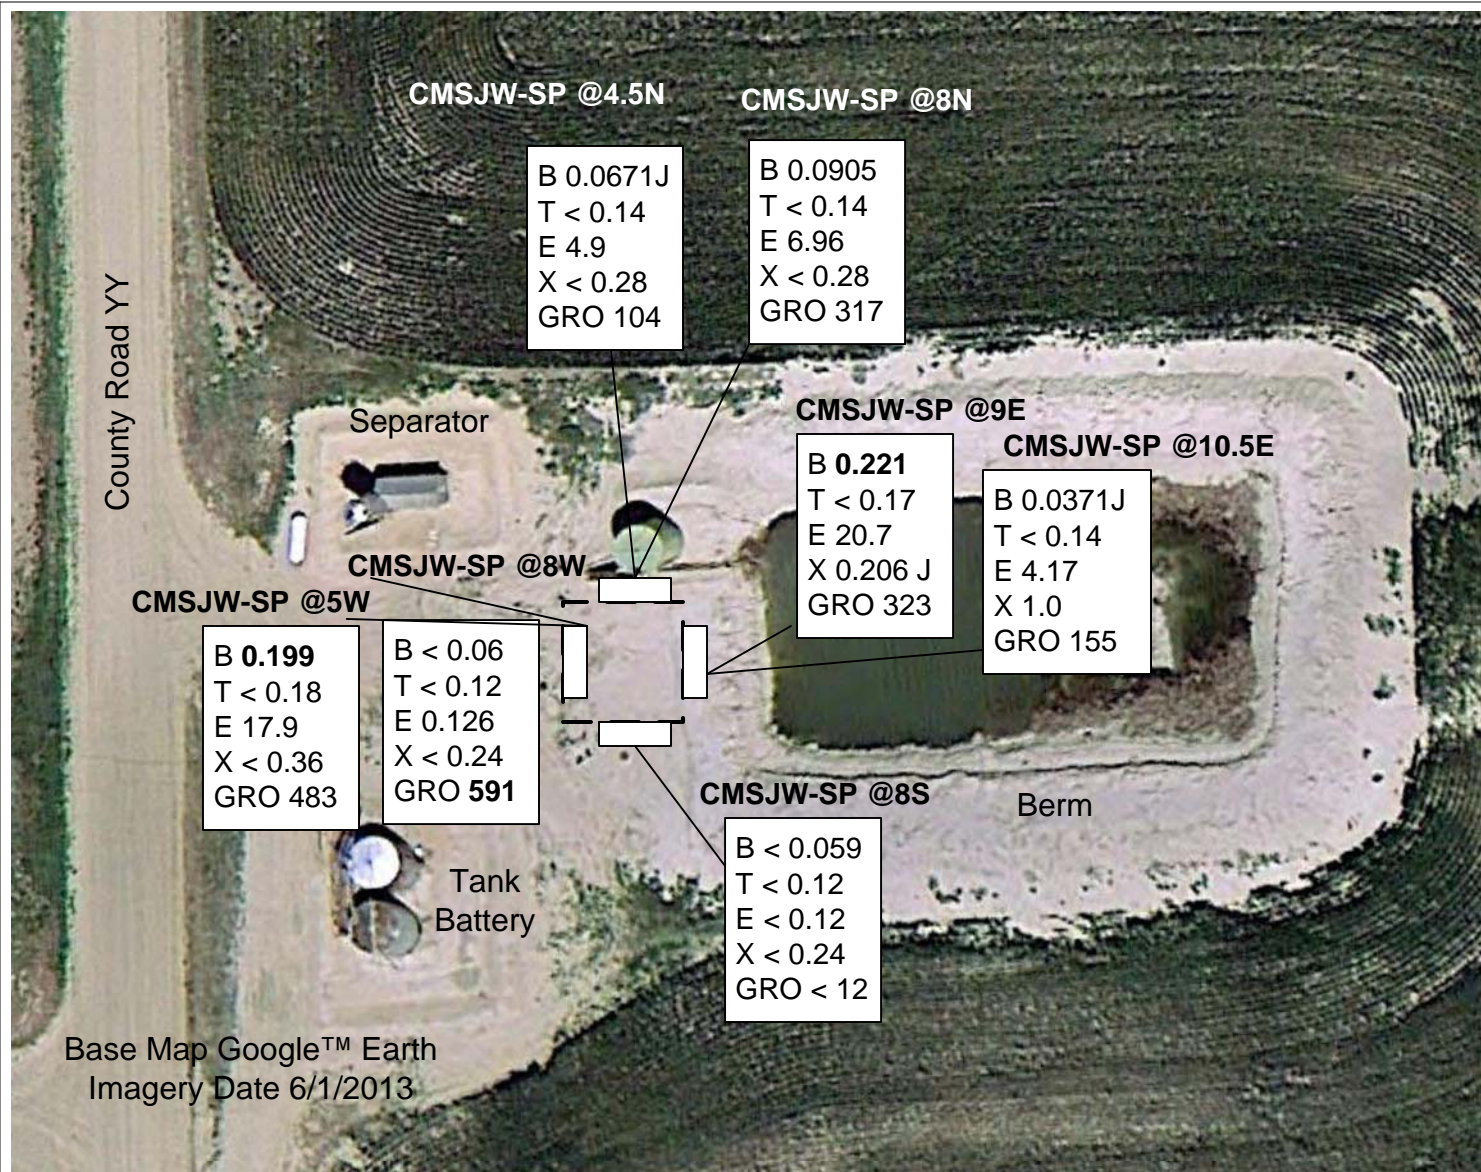 CMSJW-SP @4.5N
B 0.0671J
T < 0.14
E 4.9
X < 0.28
GRO 104
CMSJW-SP @8N
B 0.0905
T < 0.14
E 6.96
X < 0.28
GRO 317
County Road YY
Separator
CMSJW-SP @9E
B 0.221
T < 0.17
E 20.7
X 0.206 J
GRO 323
CMSJW-SP @10.5E
B 0.0371J
T < 0.14
E 4.17
X 1.0
GRO 155
CMSJW-SP @8W
CMSJW-SP @5W
B 0.199
T < 0.18
E 17.9
X < 0.36
GRO 483
B < 0.06
T < 0.12
E 0.126
X < 0.24
GRO 591
CMSJW-SP @8S
B < 0.059
T < 0.12
E < 0.12
X < 0.24
GRO < 12
Berm
Tank
Battery
Base Map Google™ Earth
Imagery Date 6/1/2013